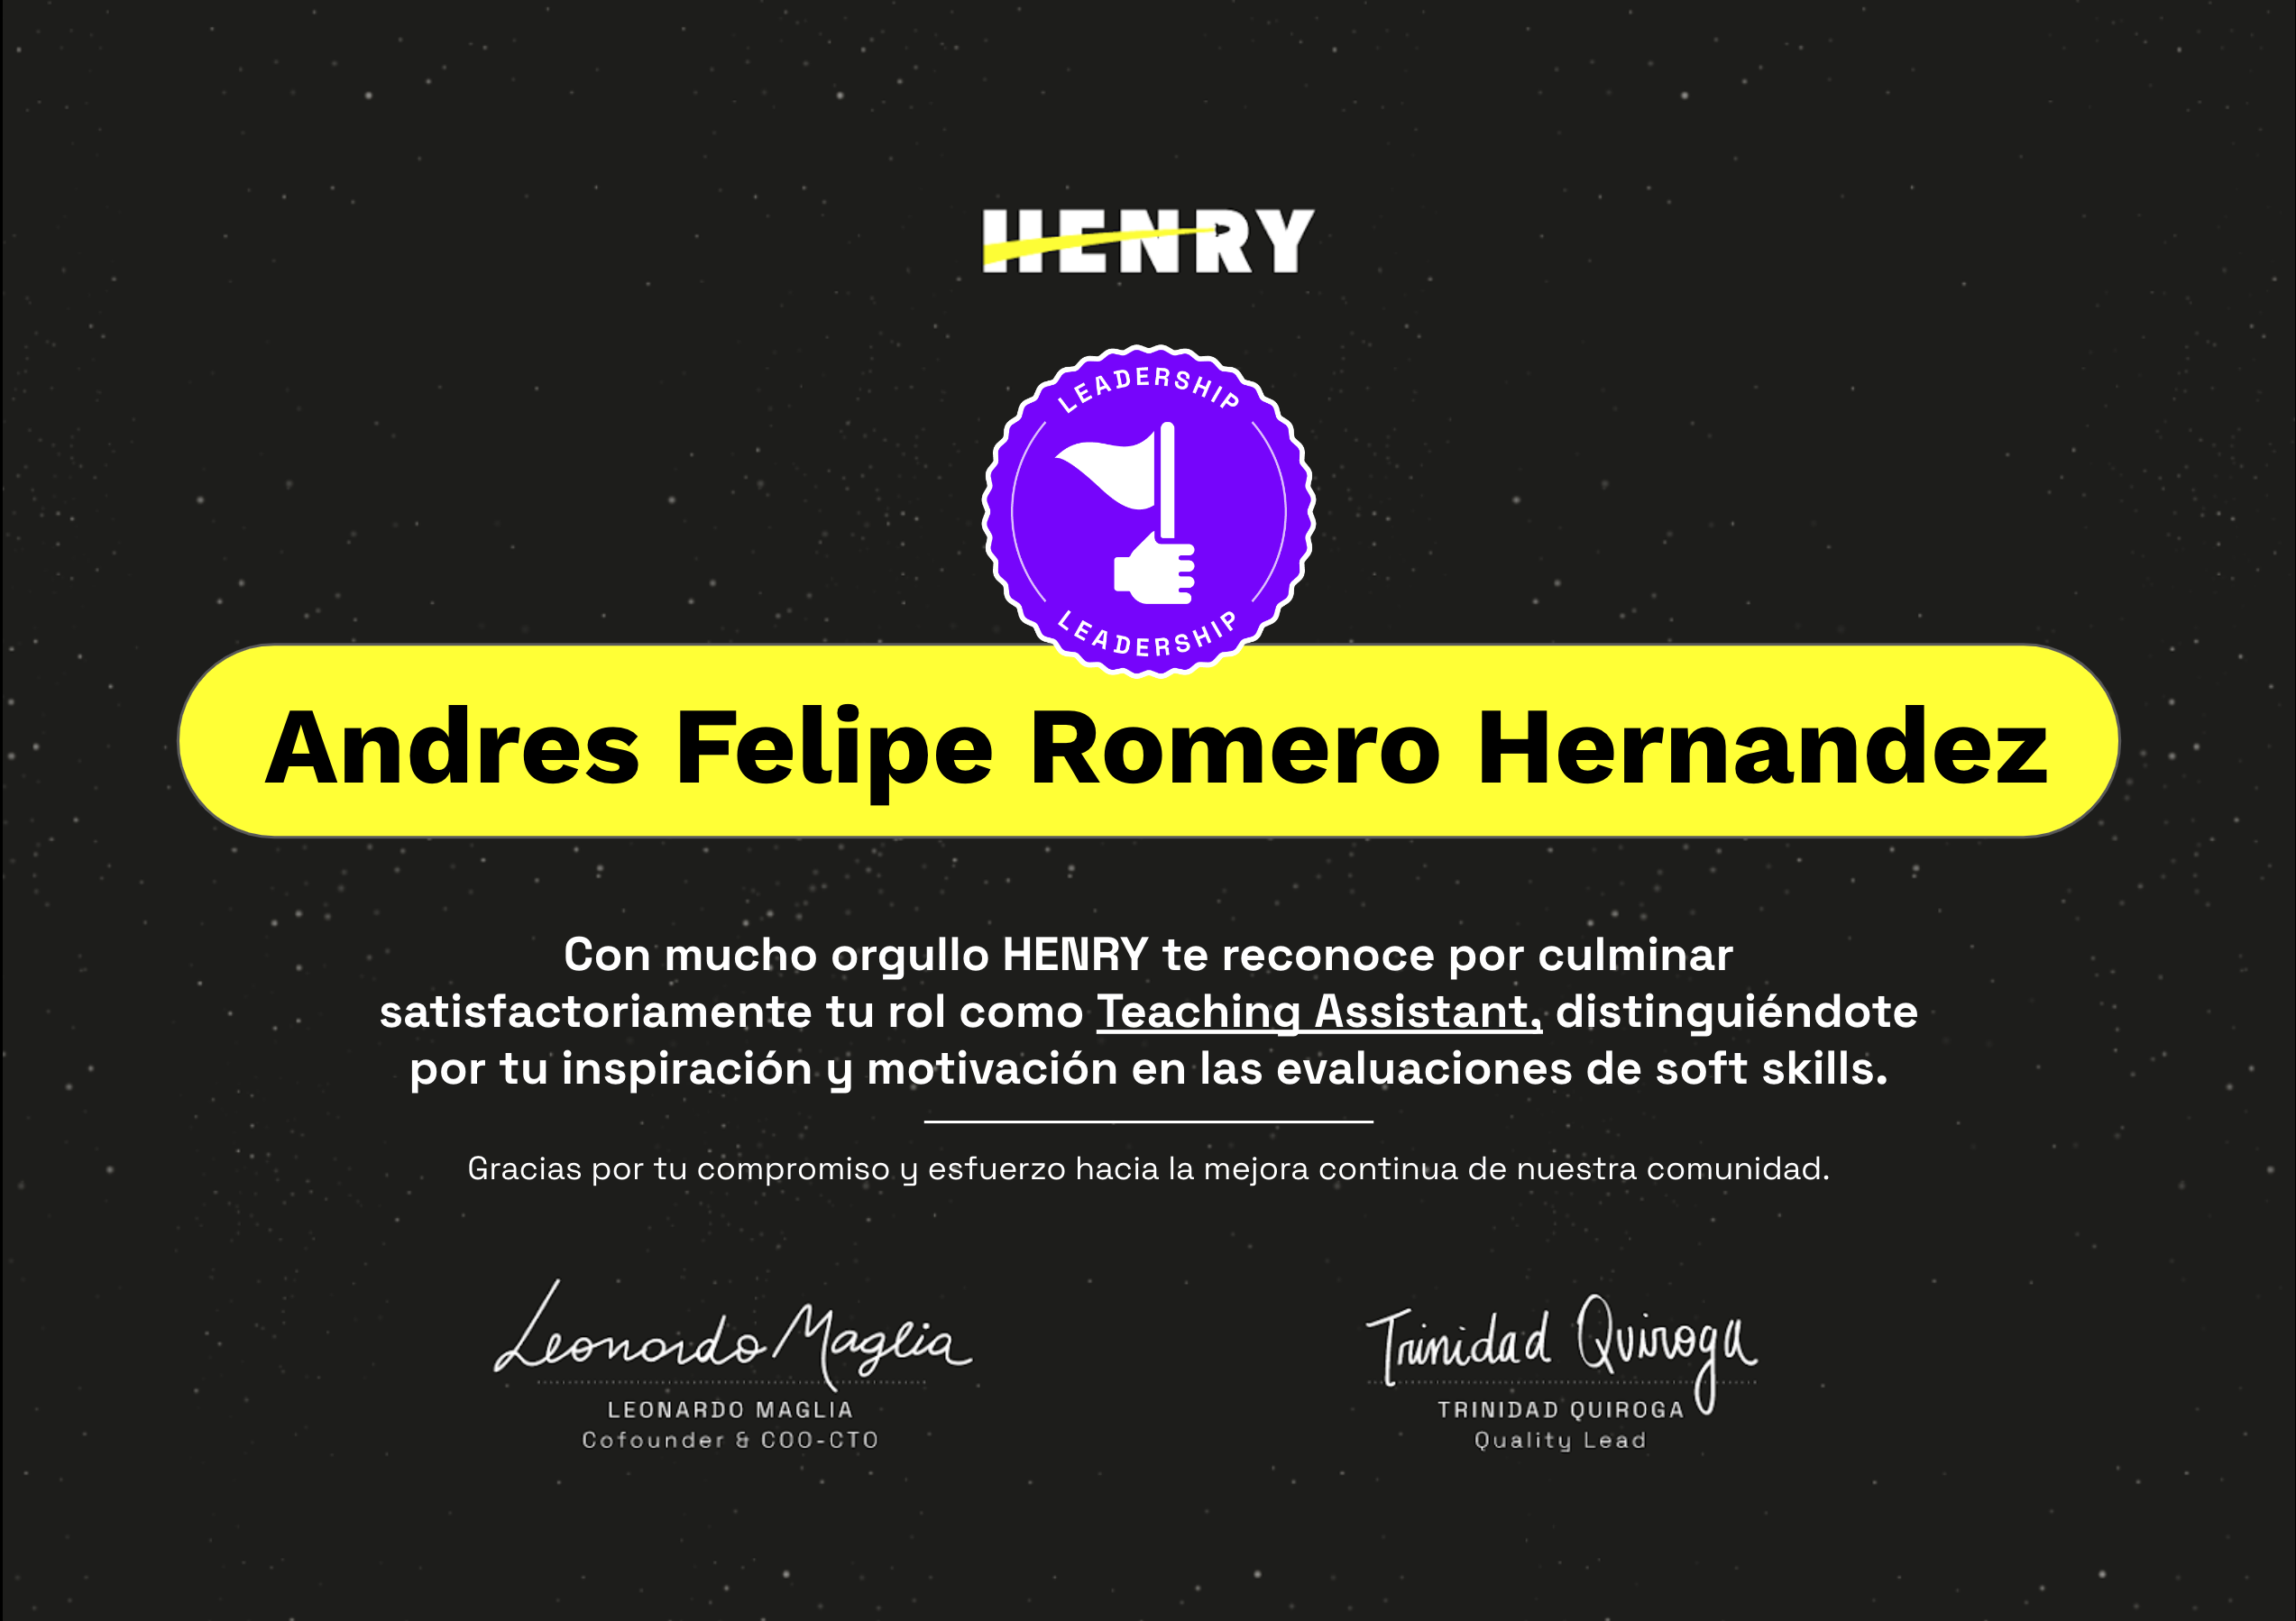 HENRY
LEADERSHIP
LEADERSHIP
Andres Felipe Romero Hernandez
Con mucho orgullo HENRY te reconoce por culminar
satisfactoriamente tu rol como Teaching Assistant, distinguiéndote
por tu inspiración y motivación en las evaluaciones de soft skills.
Gracias por tu compromiso y esfuerzo hacia la mejora continua de nuestra comunidad.
Leonardo Maglia
LEONARDO MAGLIA
Cofounder & COO-CTO
Trinidad Quiroga
TRINIDAD QUIROGA
Quality Lead